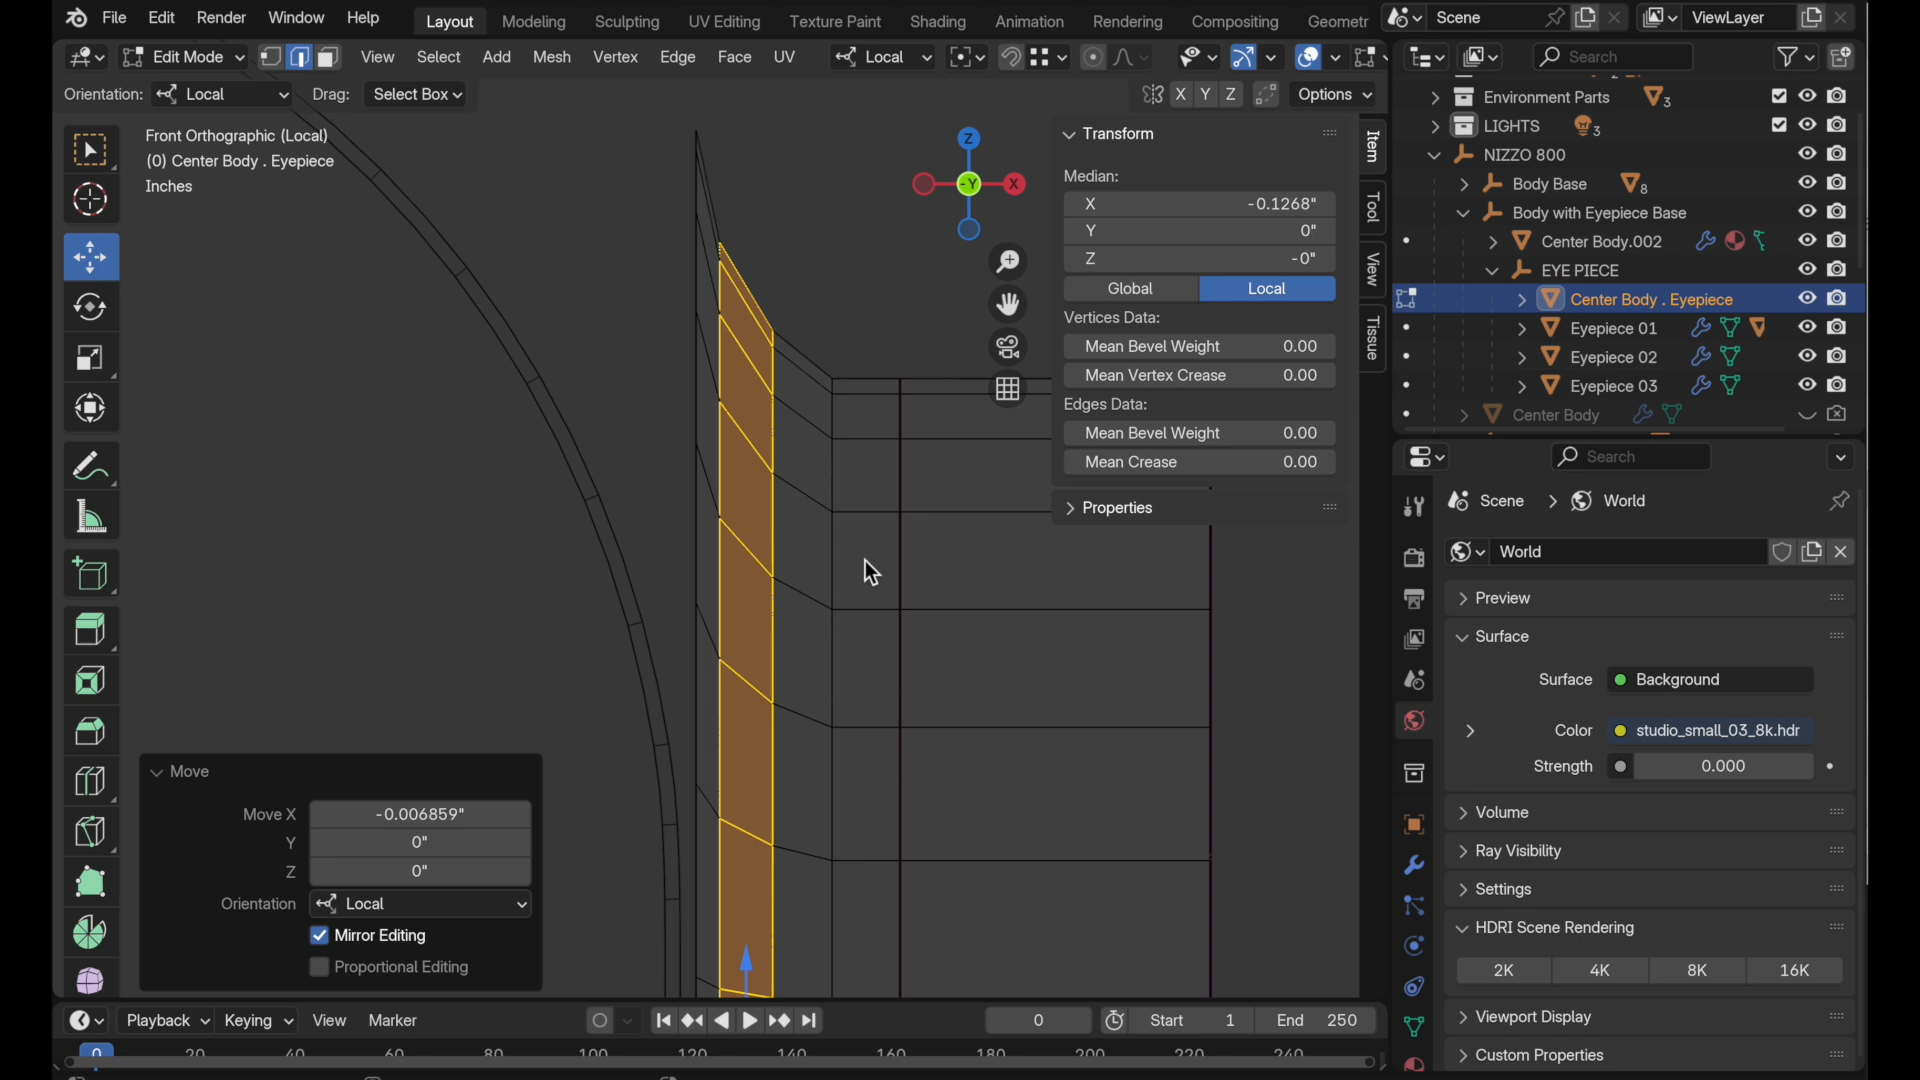 File Edit Render Window Help Layout Modeling Sculpting UV Editing Texture Paint Shading Animation Rendering Compositing Geometr Scene ViewLayer
Edit Mode View Select Add Mesh Vertex Edge Face UV Local Search
Orientation: Local Drag: Select Box X Y Z Options
Front Orthographic (Local)
(0) Center Body . Eyepiece
Inches
Z
-Y
X
Transform
Median:
X -0.1268"
Y 0"
Z -0"
Global Local
Vertices Data:
Mean Bevel Weight 0.00
Mean Vertex Crease 0.00
Edges Data:
Mean Bevel Weight 0.00
Mean Crease 0.00
Properties
Item
Tool
View
Tissue
Environment Parts 3
LIGHTS 3
NIZZO 800
Body Base 8
Body with Eyepiece Base
Center Body.002
EYE PIECE
Center Body . Eyepiece
Eyepiece 01
Eyepiece 02
Eyepiece 03
Center Body
Search
Scene World
World
Preview
Surface
Surface Background
Color studio_small_03_8k.hdr
Strength 0.000
Volume
Ray Visibility
Settings
HDRI Scene Rendering
2K 4K 8K 16K
Viewport Display
Custom Properties
Move
Move X -0.006859"
Y 0"
Z 0"
Orientation Local
Mirror Editing
Proportional Editing
Playback Keying View Marker 0 Start 1 End 250
0 20 40 60 80 100 120 140 160 180 200 220 240